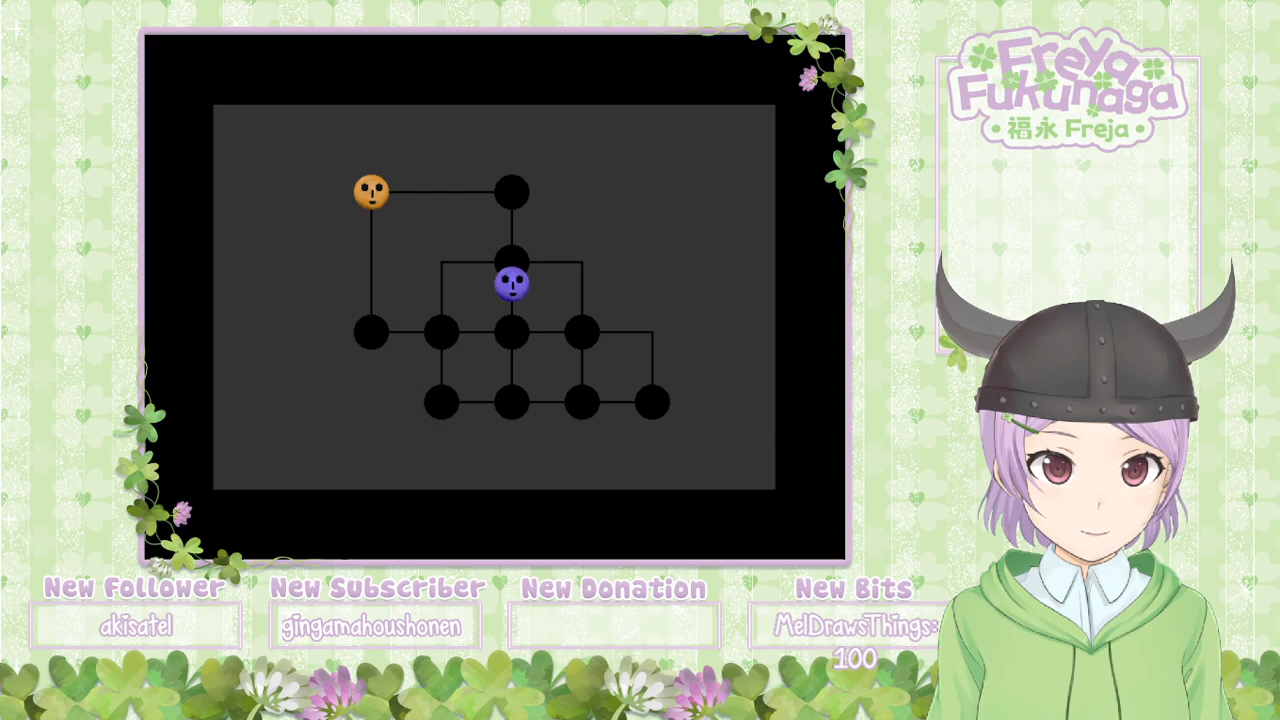 Freya
Fukunaga
•福永 Freja•
New Follower
akisatel
New Subscriber
gingamahoushonen
New Donation
New Bits
MelDrawsThings:
100